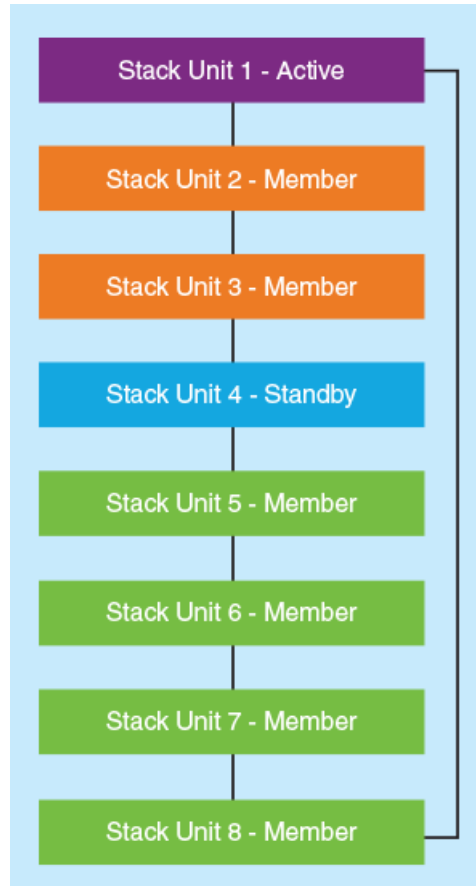 Stack Unit 1 - Active
Stack Unit 2 - Member
Stack Unit 3 - Member
Stack Unit 4 - Standby
Stack Unit 5 - Member
Stack Unit 6 - Member
Stack Unit 7 - Member
Stack Unit 8 - Member